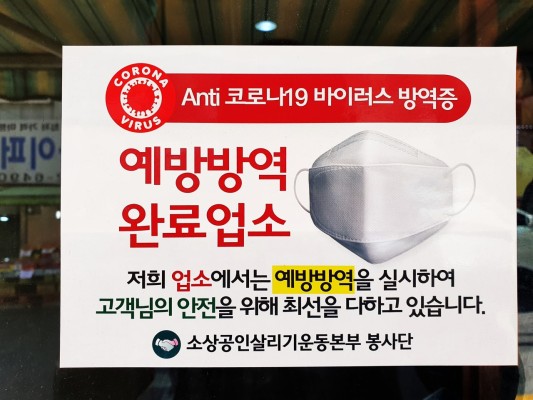 CORONA
VIRUS
Anti 코로나19 바이러스 방역증
예방방역
완료업소
저희 업소에서는 예방방역을 실시하여
고객님의 안전을 위해 최선을 다하고 있습니다.
소상공인살리기운동본부 봉사단